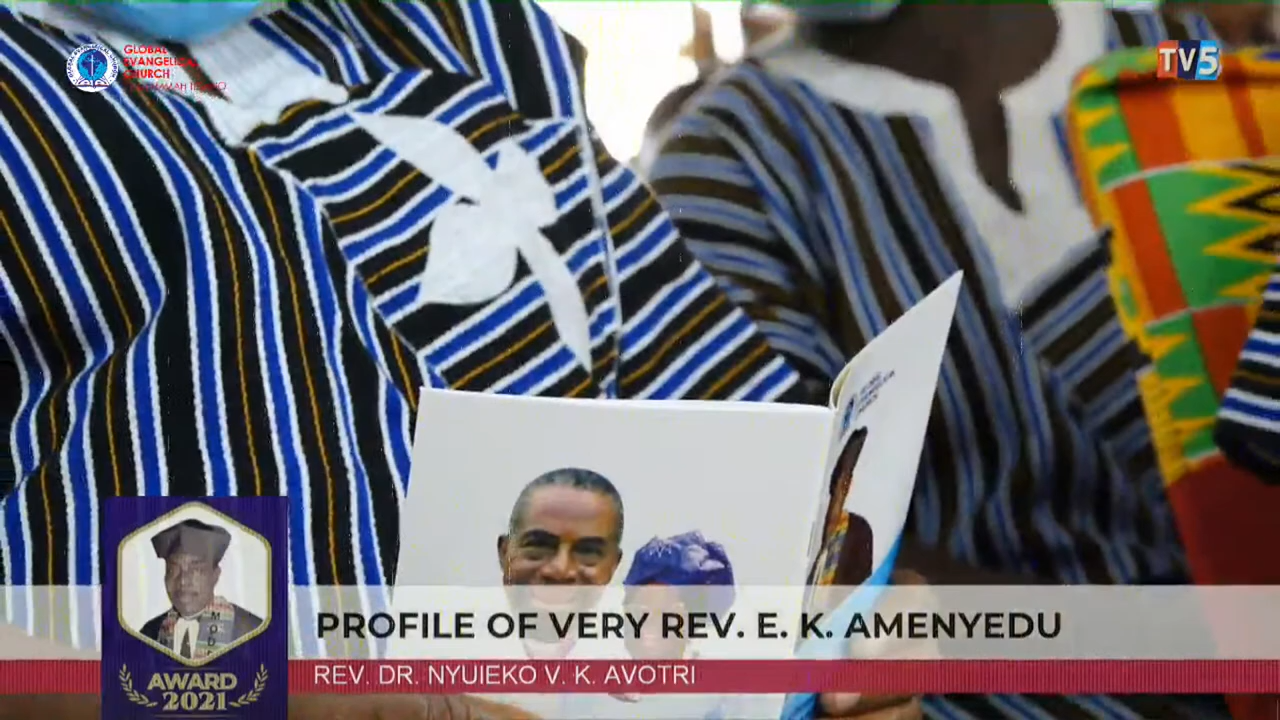 GLOBAL
EVANGELICAL
CHURCH
TV5
PROFILE OF VERY REV. E. K. AMENYEDU
REV. DR. NYUIEKO V. K. AVOTRI
AWARD
2021